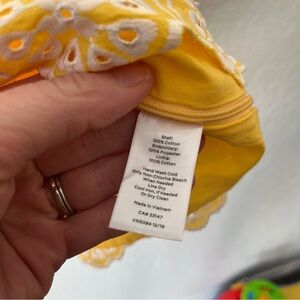 Shell:
100% Cotton
Embroidery:
100% Polyester
Lining:
100% Cotton
Hand Wash Cold
Only Non-Chlorine Bleach
When Needed
Line Dry
Cool Iron If Needed
Or Dry Clean
Made in Vietnam
CA# 23147
VN5084 12/19